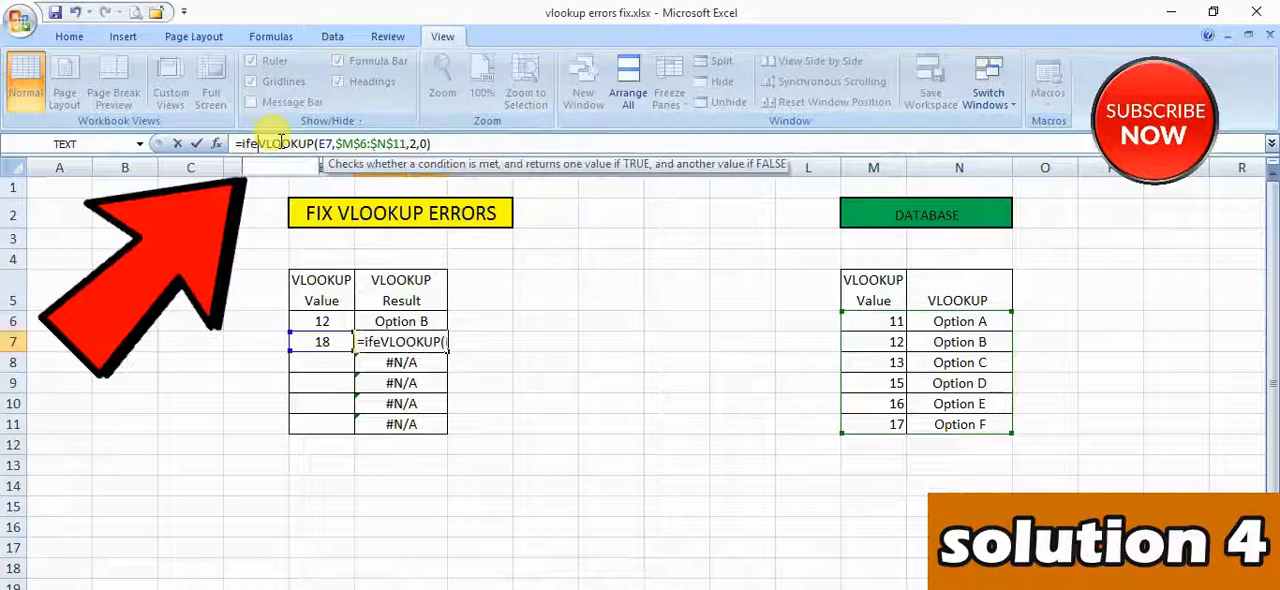 vlookup errors fix.xlsx - Microsoft Excel
Home Insert Page Layout Formulas Data Review View
Normal Page Layout Page Break Preview Custom Views Full Screen
Workbook Views
Ruler Formula Bar
Gridlines Headings
Message Bar
Show/Hide
Zoom 100% Zoom to Selection
Zoom
New Window Arrange All Freeze Panes
Split View Side by Side
Hide Synchronous Scrolling
Unhide Reset Window Position
Save Workspace Switch Windows
Window
Macros
Macros
SUBSCRIBE
NOW
TEXT =ifeVLOOKUP(E7,$M$6:$N$11,2,0)
Checks whether a condition is met, and returns one value if TRUE, and another value if FALSE
A B C L M N O P Q R
1
2 FIX VLOOKUP ERRORS DATABASE
3
4
5 VLOOKUP Value VLOOKUP Result VLOOKUP Value VLOOKUP
6 12 Option B 11 Option A
7 18 =ifeVLOOKUP( 12 Option B
8 #N/A 13 Option C
9 #N/A 15 Option D
10 #N/A 16 Option E
11 #N/A 17 Option F
12
13
14
15
16
17
18
19
solution 4